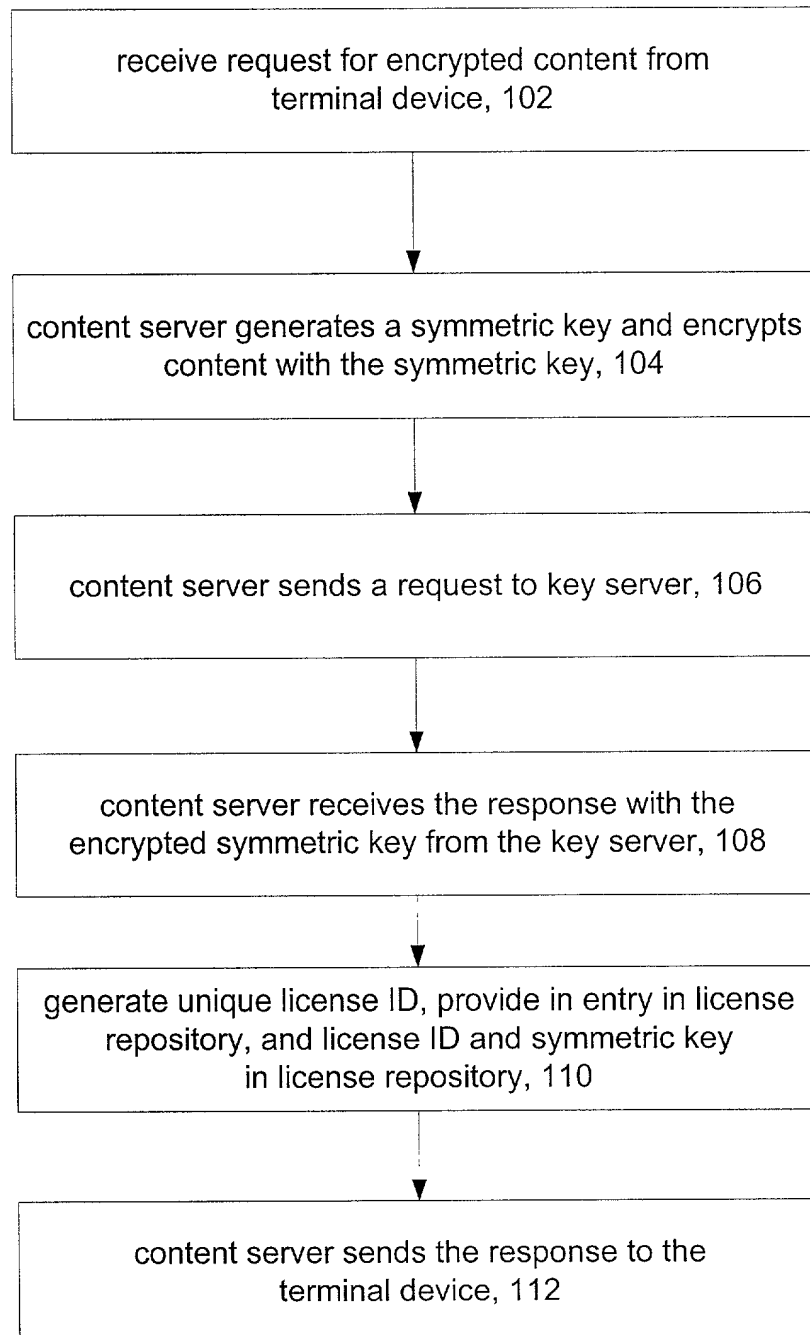 receive request for encrypted content from
terminal device, 102
content server generates a symmetric key and encrypts
content with the symmetric key, 104
content server sends a request to key server, 106
content server receives the response with the
encrypted symmetric key from the key server, 108
generate unique license ID, provide in entry in license
repository, and license ID and symmetric key
in license repository, 110
content server sends the response to the
terminal device, 112